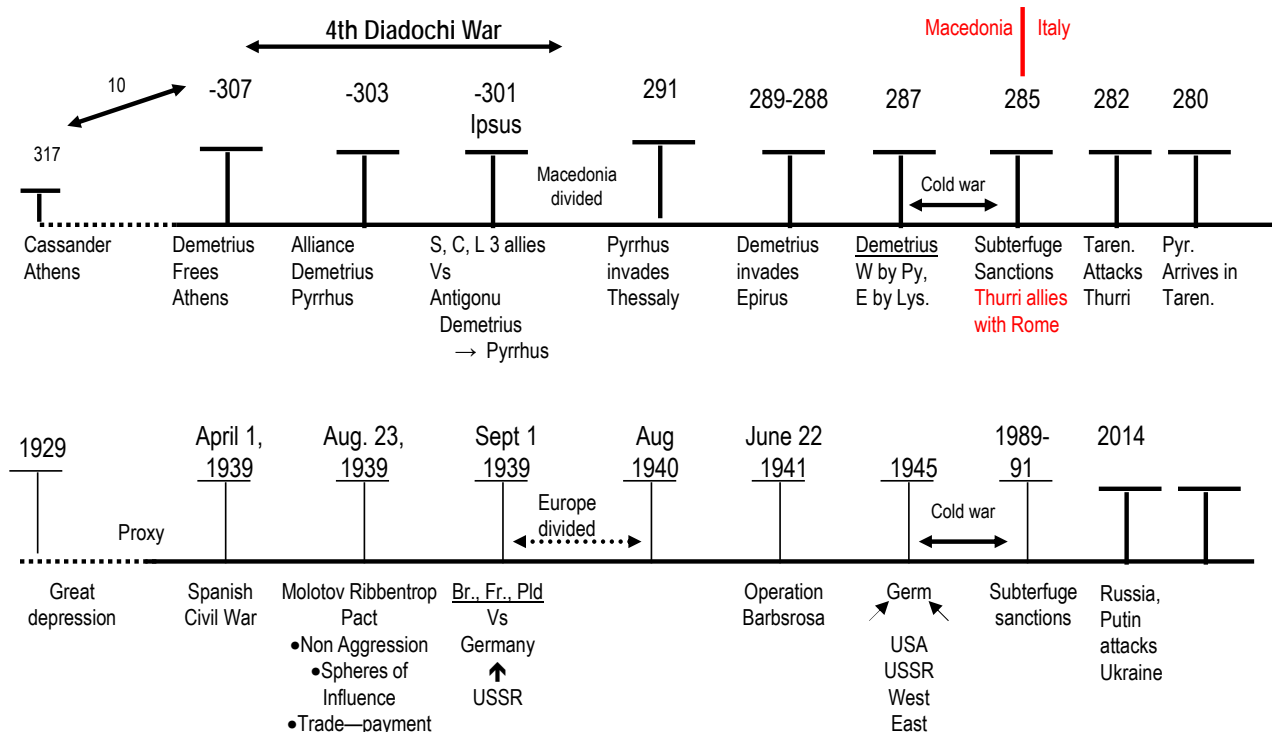 4th Diadochi War
Macedonia Italy
10
-307
-303
-301
Ipsus
291
289-288
287
285
282
280
317
Macedonia
divided
Cold war
Cassander
Athens
Demetrius
Frees
Athens
Alliance
Demetrius
Pyrrhus
S, C, L 3 allies
Vs
Antigonu
Demetrius
→ Pyrrhus
Pyrrhus
invades
Thessaly
Demetrius
invades
Epirus
Demetrius
W by Py,
E by Lys.
Subterfuge
Sanctions
Thurri allies
with Rome
Taren.
Attacks
Thurri
Pyr.
Arrives in
Taren.
1929
April 1,
1939
Aug. 23,
1939
Sept 1
1939
Aug
1940
June 22
1941
1945
1989-
91
2014
Proxy
Europe
divided
Cold war
Great
depression
Spanish
Civil War
Molotov Ribbentrop
Pact
•Non Aggression
•Spheres of
Influence
•Trade—payment
Br., Fr., Pld
Vs
Germany
USSR
Operation
Barbsrosa
Germ
USA
USSR
West
East
Subterfuge
sanctions
Russia,
Putin
attacks
Ukraine